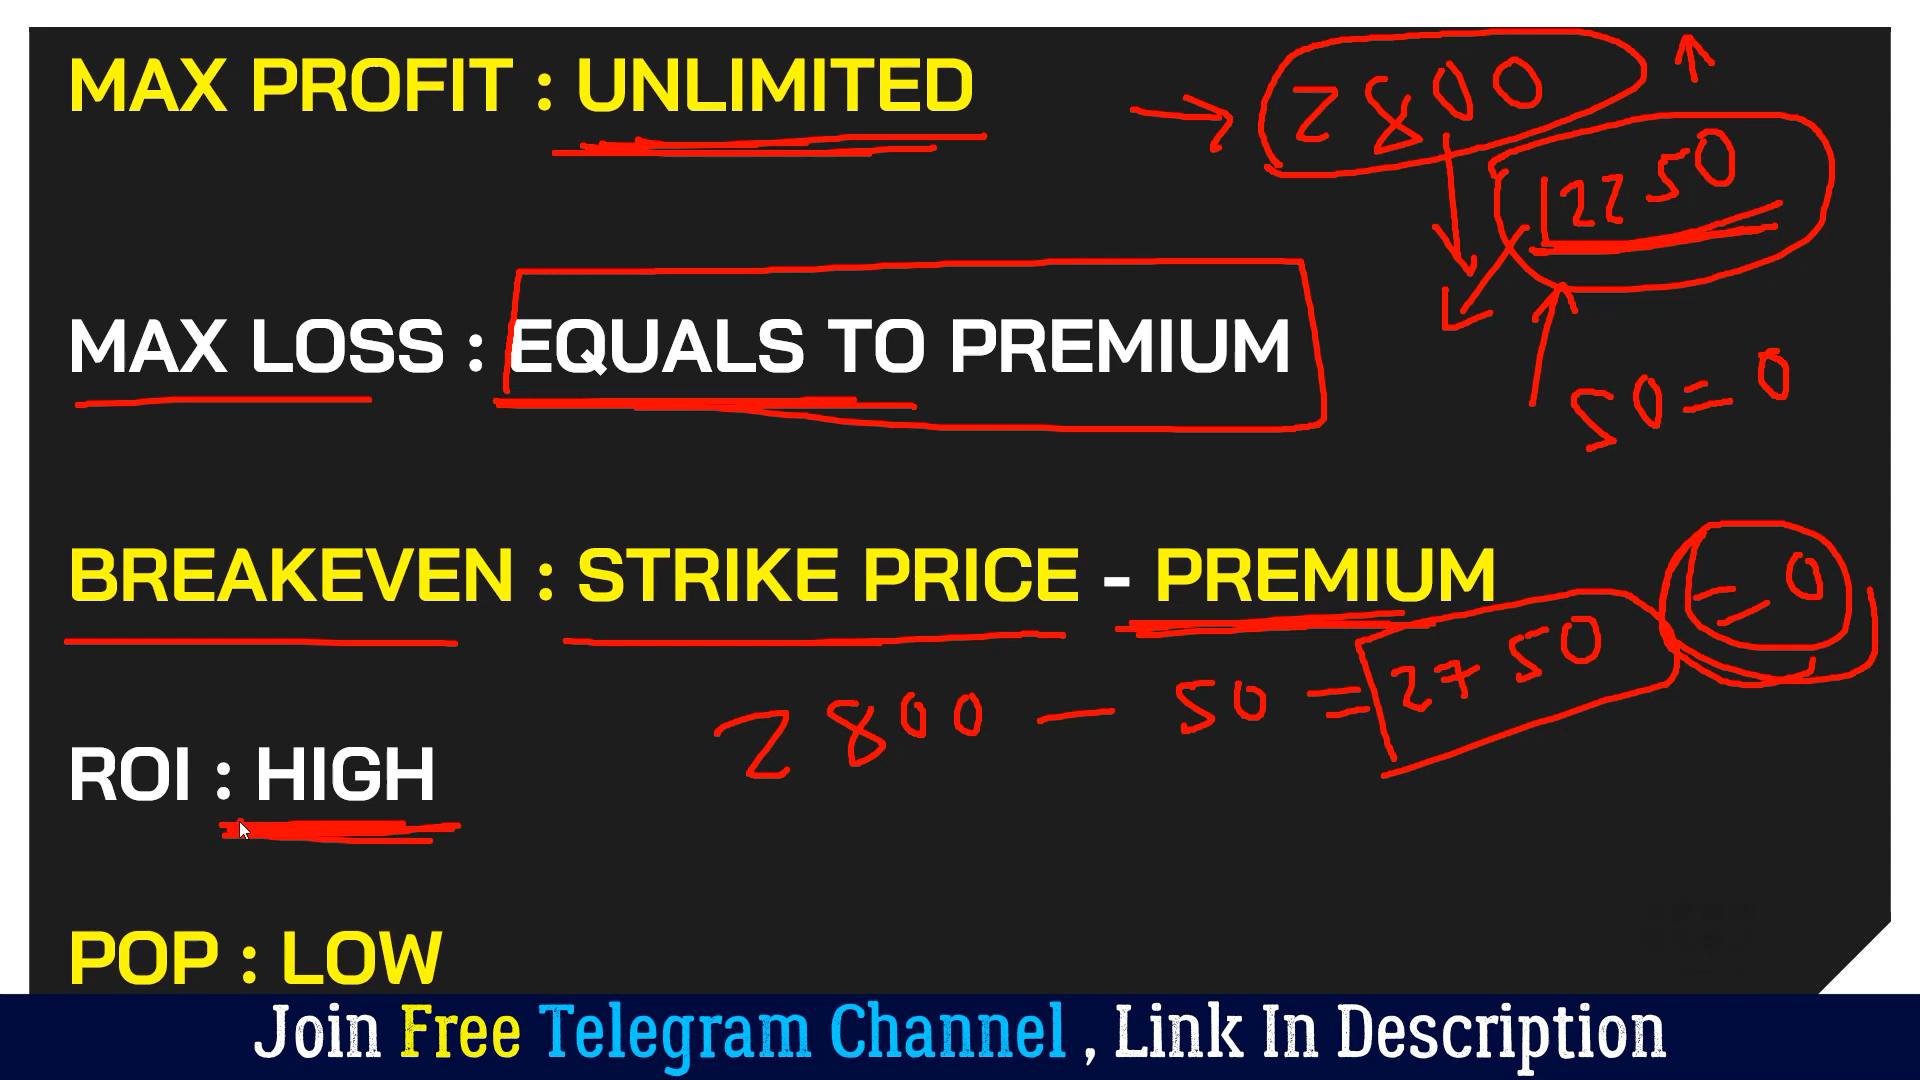 MAX PROFIT : UNLIMITED
2800
12250
MAX LOSS : EQUALS TO PREMIUM
50=0
BREAKEVEN : STRIKE PRICE - PREMIUM
= 0
2800 - 50 = 2750
ROI : HIGH
POP : LOW
Join Free Telegram Channel , Link In Description